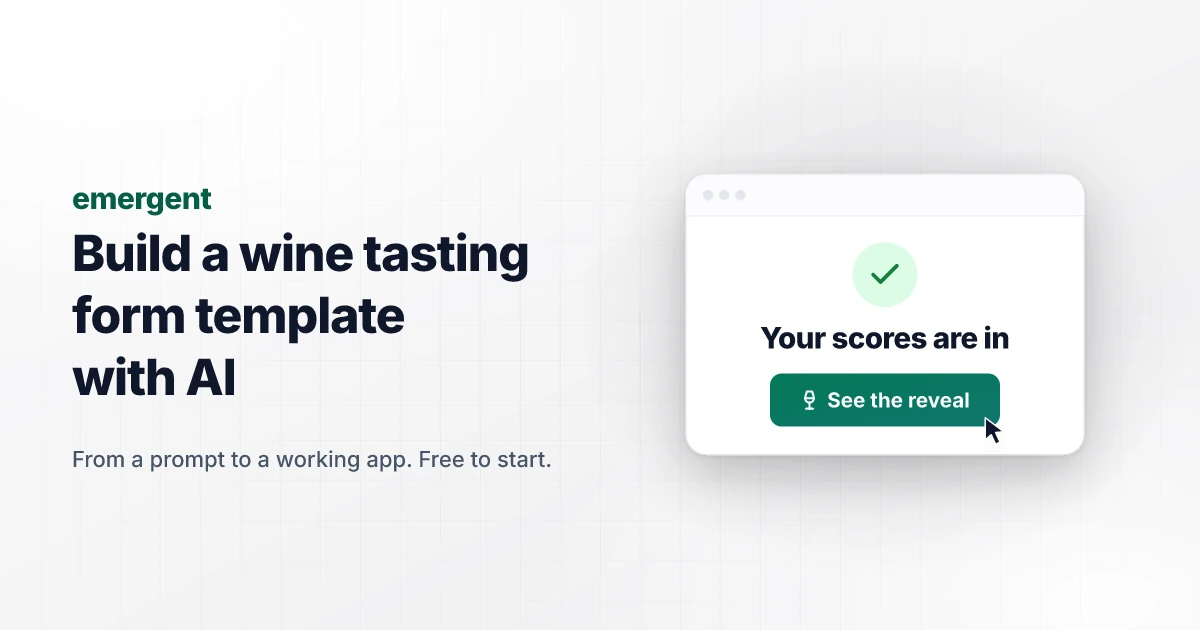 emergent
Build a wine tasting
form template
with AI
From a prompt to a working app. Free to start.
Your scores are in
See the reveal